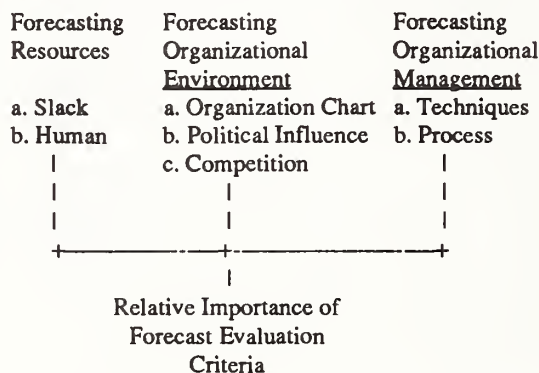 Forecasting
Resources
a. Slack
b. Human
Forecasting
Organizational
Environment
a. Organization Chart
b. Political Influence
c. Competition
Forecasting
Organizational
Management
a. Techniques
b. Process
Relative Importance of
Forecast Evaluation
Criteria